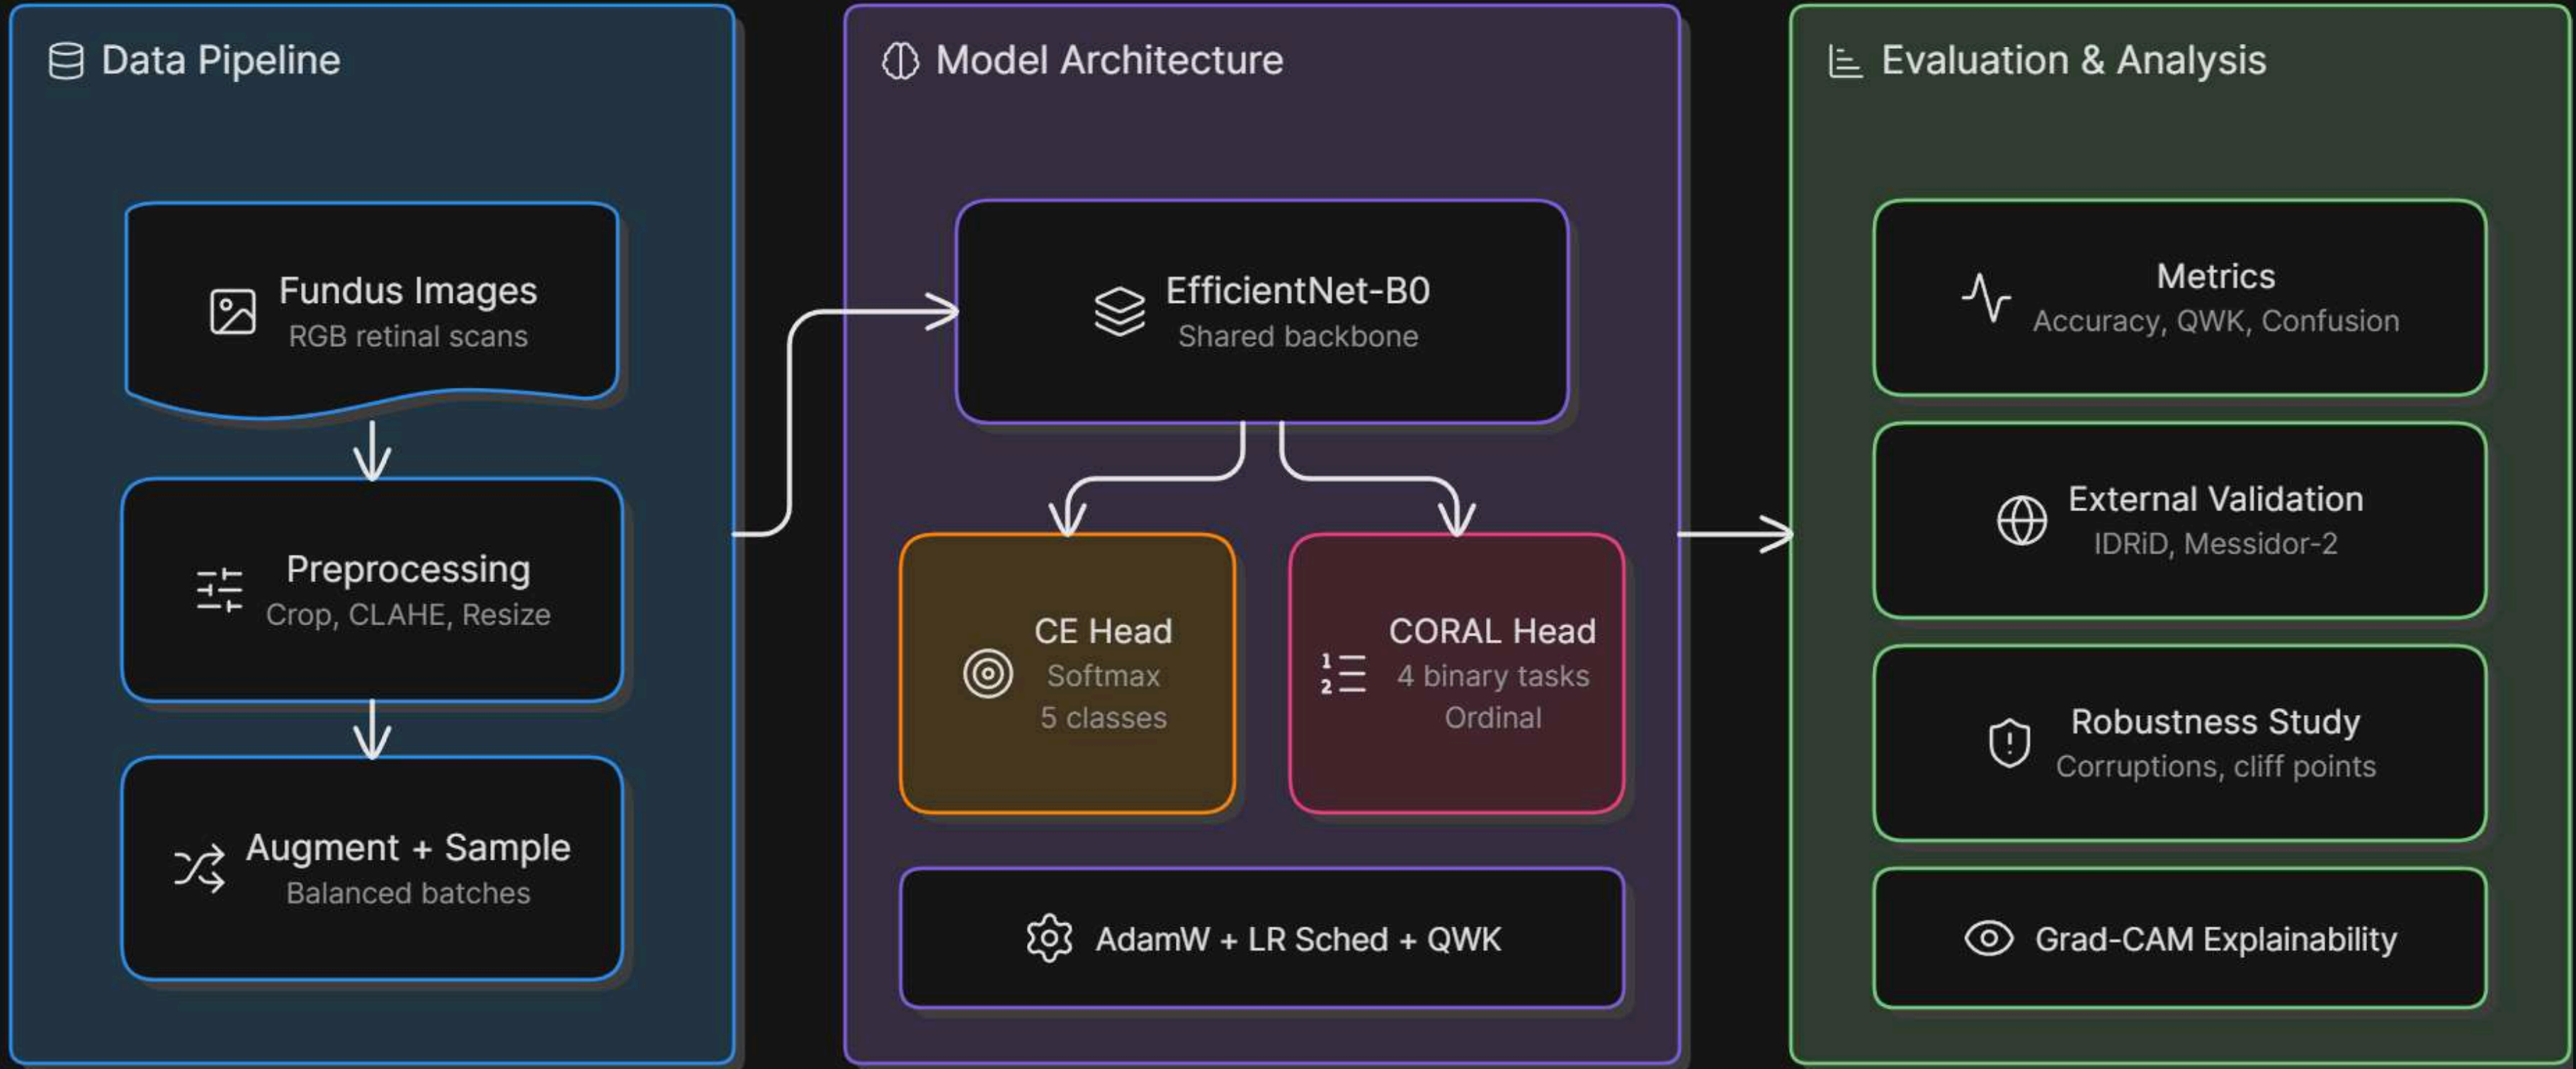 Data Pipeline
Fundus Images
RGB retinal scans
Preprocessing
Crop, CLAHE, Resize
Augment + Sample
Balanced batches
Model Architecture
EfficientNet-B0
Shared backbone
CE Head
Softmax
5 classes
1
2
CORAL Head
4 binary tasks
Ordinal
AdamW + LR Sched + QWK
Evaluation & Analysis
Metrics
Accuracy, QWK, Confusion
External Validation
IDRiD, Messidor-2
Robustness Study
Corruptions, cliff points
Grad-CAM Explainability